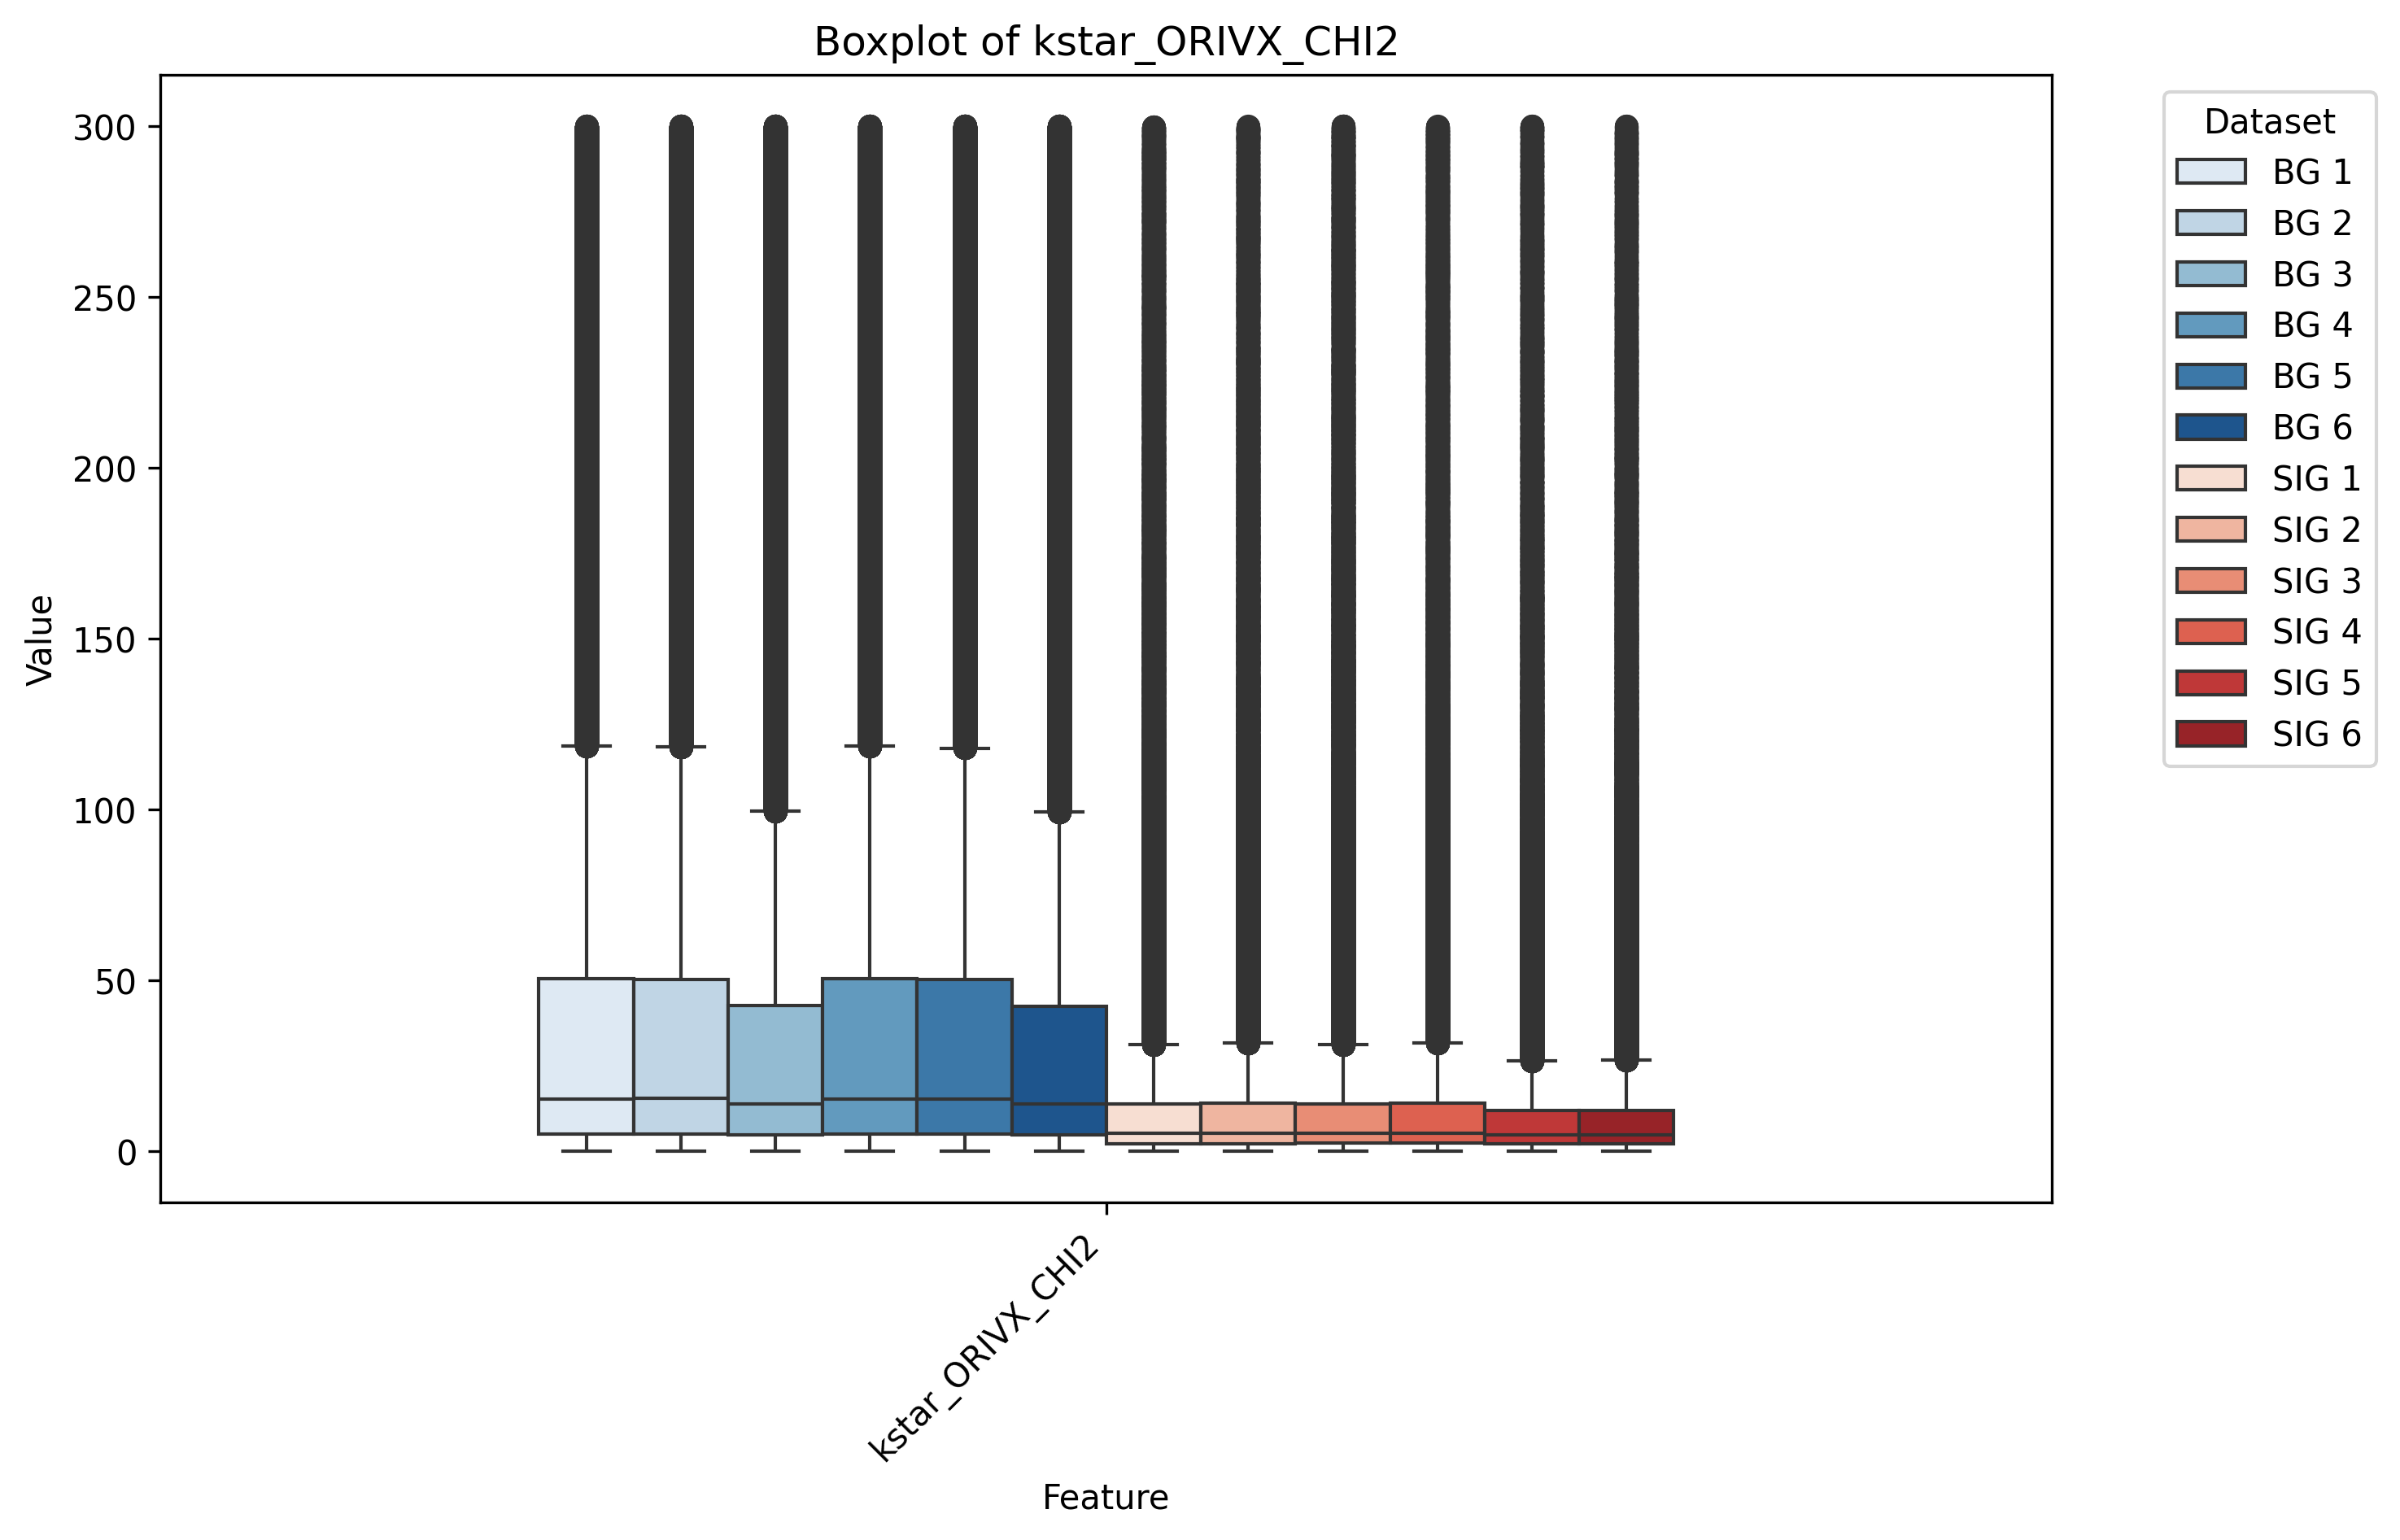 Boxplot of kstar_ORIVX_CHI2
Value
300
250
200
150
100
50
0
kstar_ORIVX_CHI2
Feature
Dataset
BG 1
BG 2
BG 3
BG 4
BG 5
BG 6
SIG 1
SIG 2
SIG 3
SIG 4
SIG 5
SIG 6